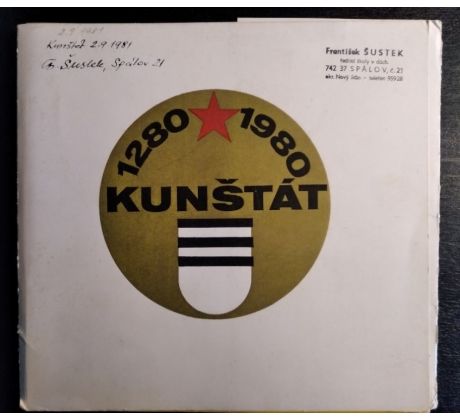 2.9 1981
Kunštát 2.9 1981
Fr. Šustek, Spálov 21
František ŠUSTEK
ředitel školy v důch.
742 37 SPÁLOV, č. 21
okr. Nový Jičín - telefon 95928
1280 1980
KUNŠTÁT